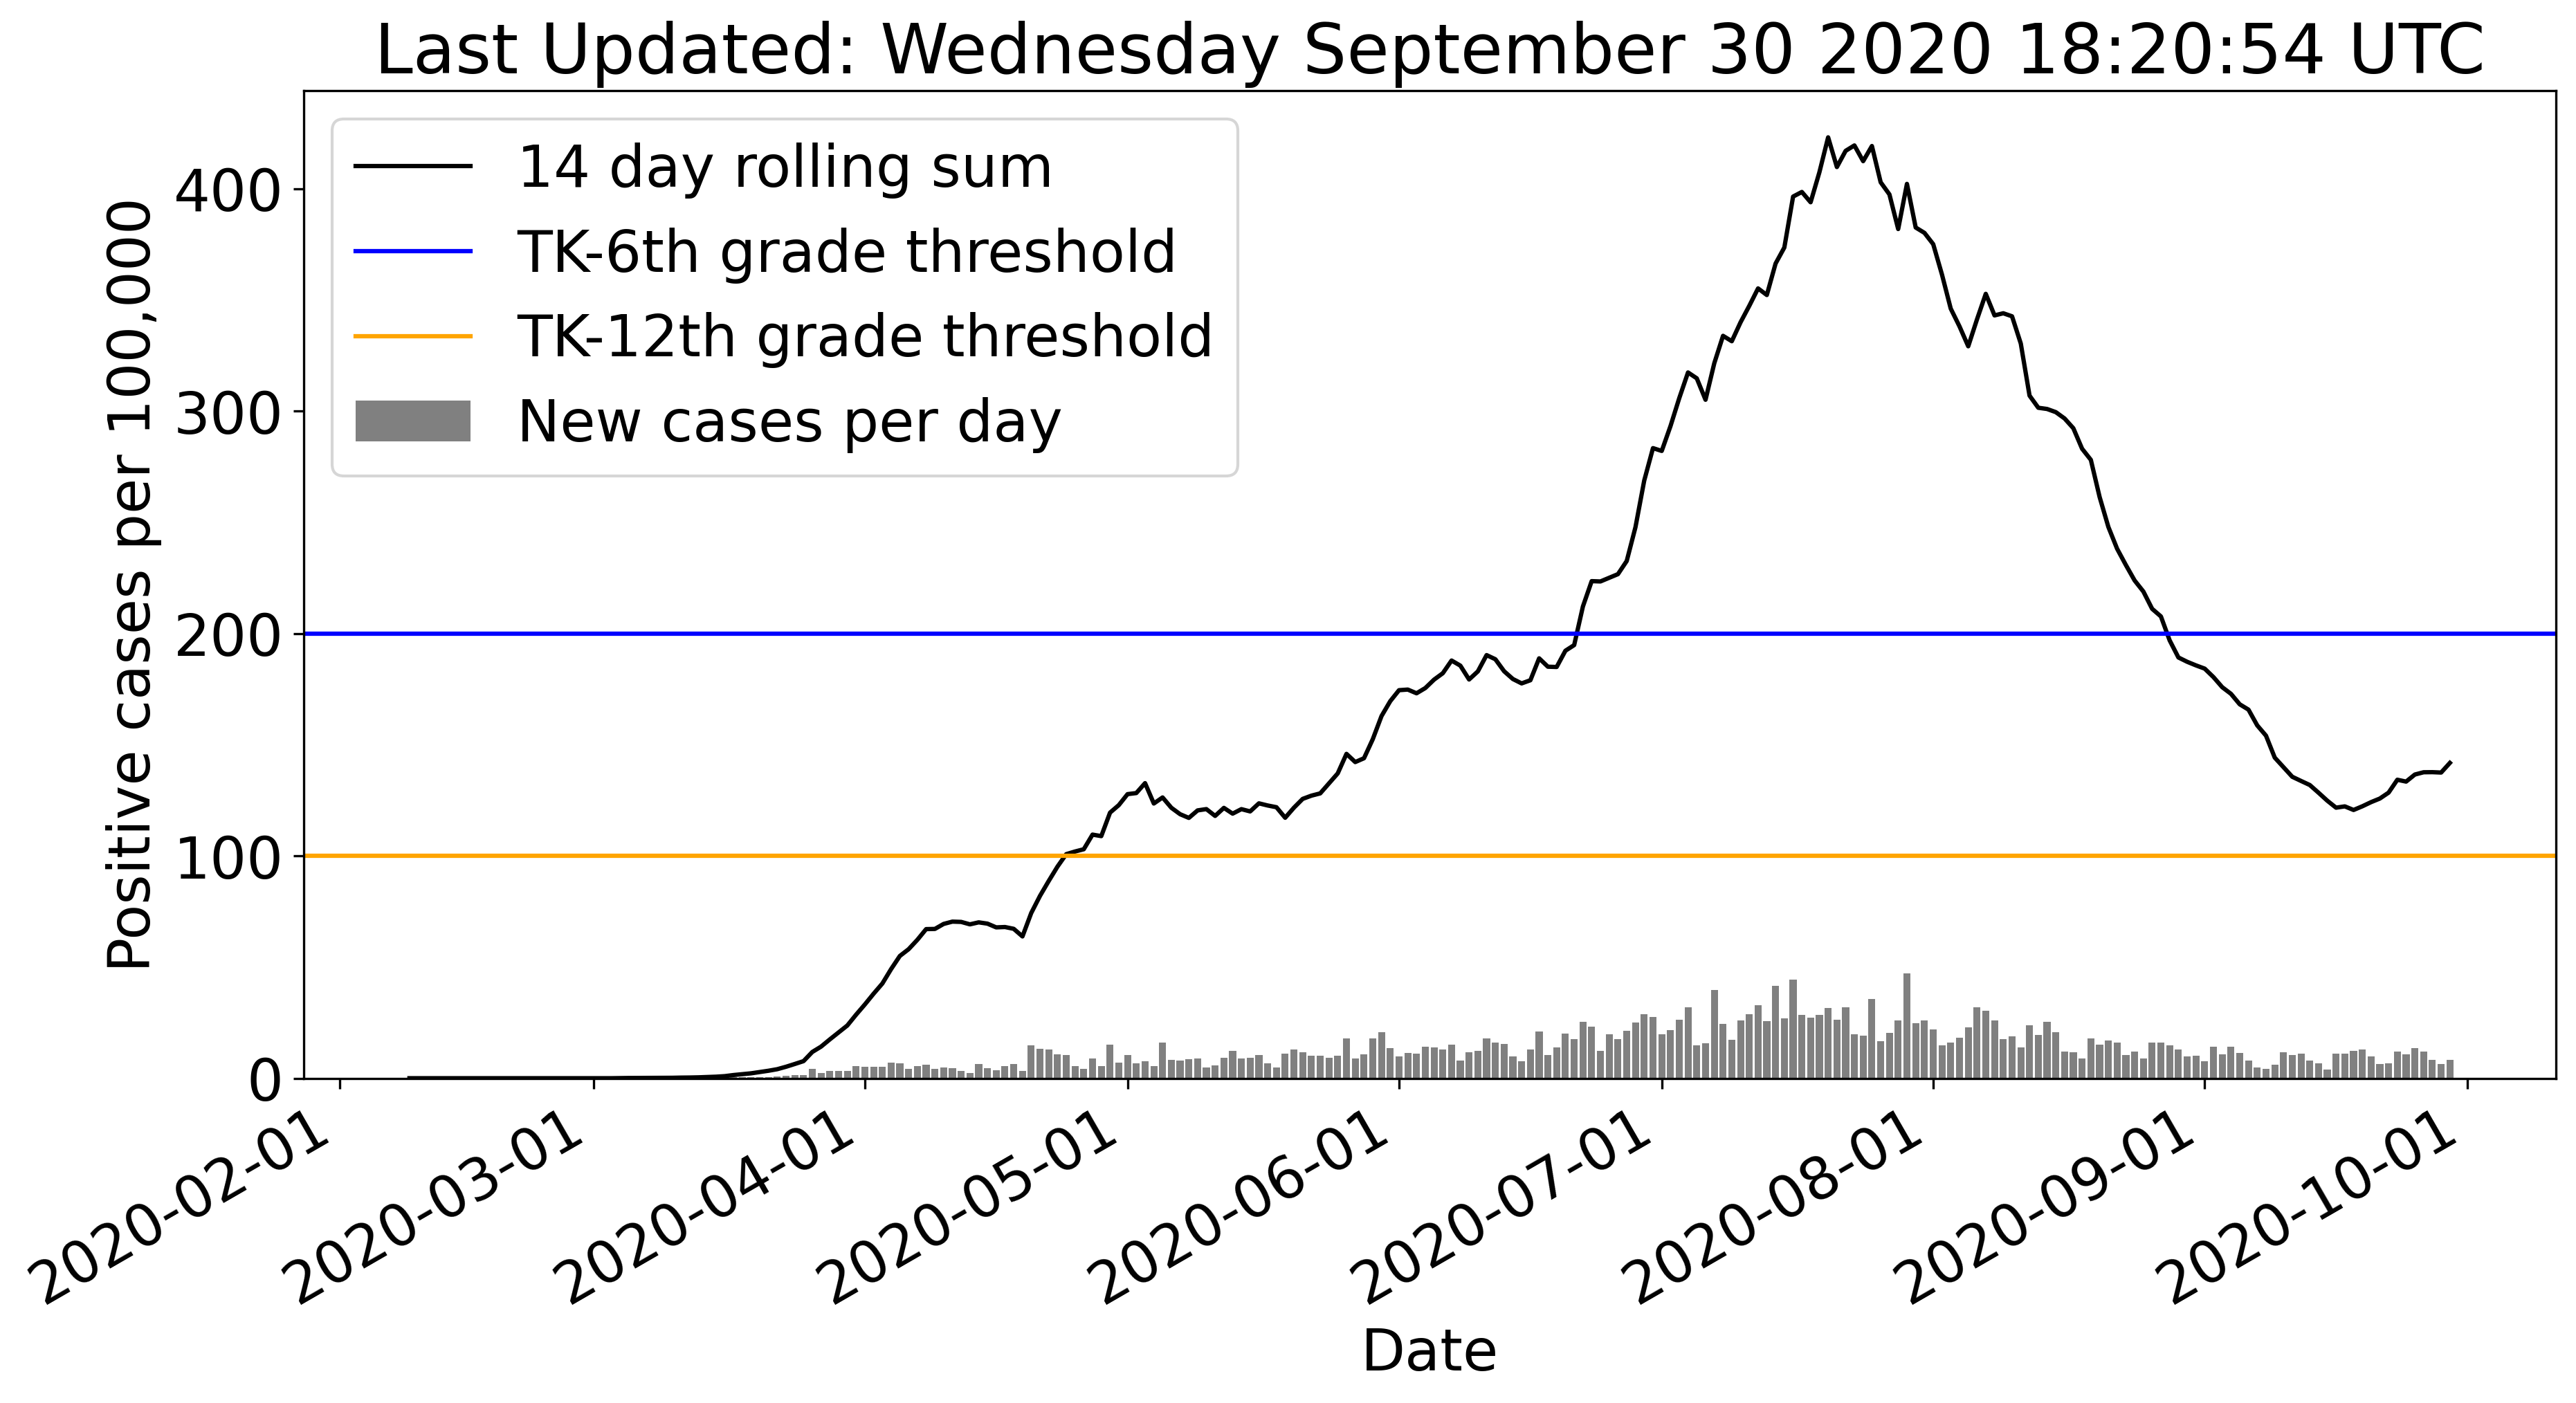 Last Updated: Wednesday September 30 2020 18:20:54 UTC
14 day rolling sum
TK-6th grade threshold
TK-12th grade threshold
New cases per day
Positive cases per 100,000
400
300
200
100
0
2020-02-01
2020-03-01
2020-04-01
2020-05-01
2020-06-01
2020-07-01
2020-08-01
2020-09-01
2020-10-01
Date